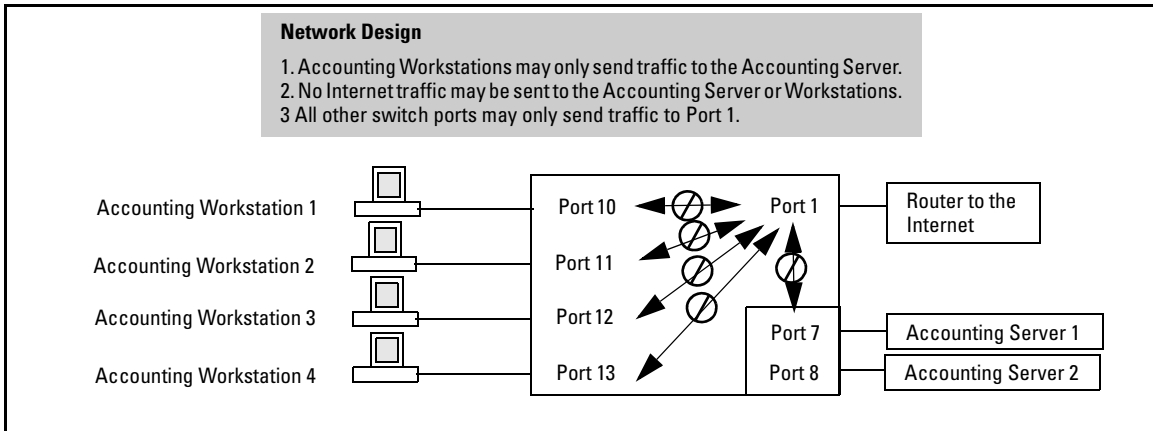 Network Design
1. Accounting Workstations may only send traffic to the Accounting Server.
2. No Internet traffic may be sent to the Accounting Server or Workstations.
3 All other switch ports may only send traffic to Port 1.
Accounting Workstation 1
Port 10
Port 1
Router to the
Internet
Accounting Workstation 2
Port 11
Accounting Workstation 3
Port 12
Port 7
Accounting Server 1
Accounting Workstation 4
Port 13
Port 8
Accounting Server 2